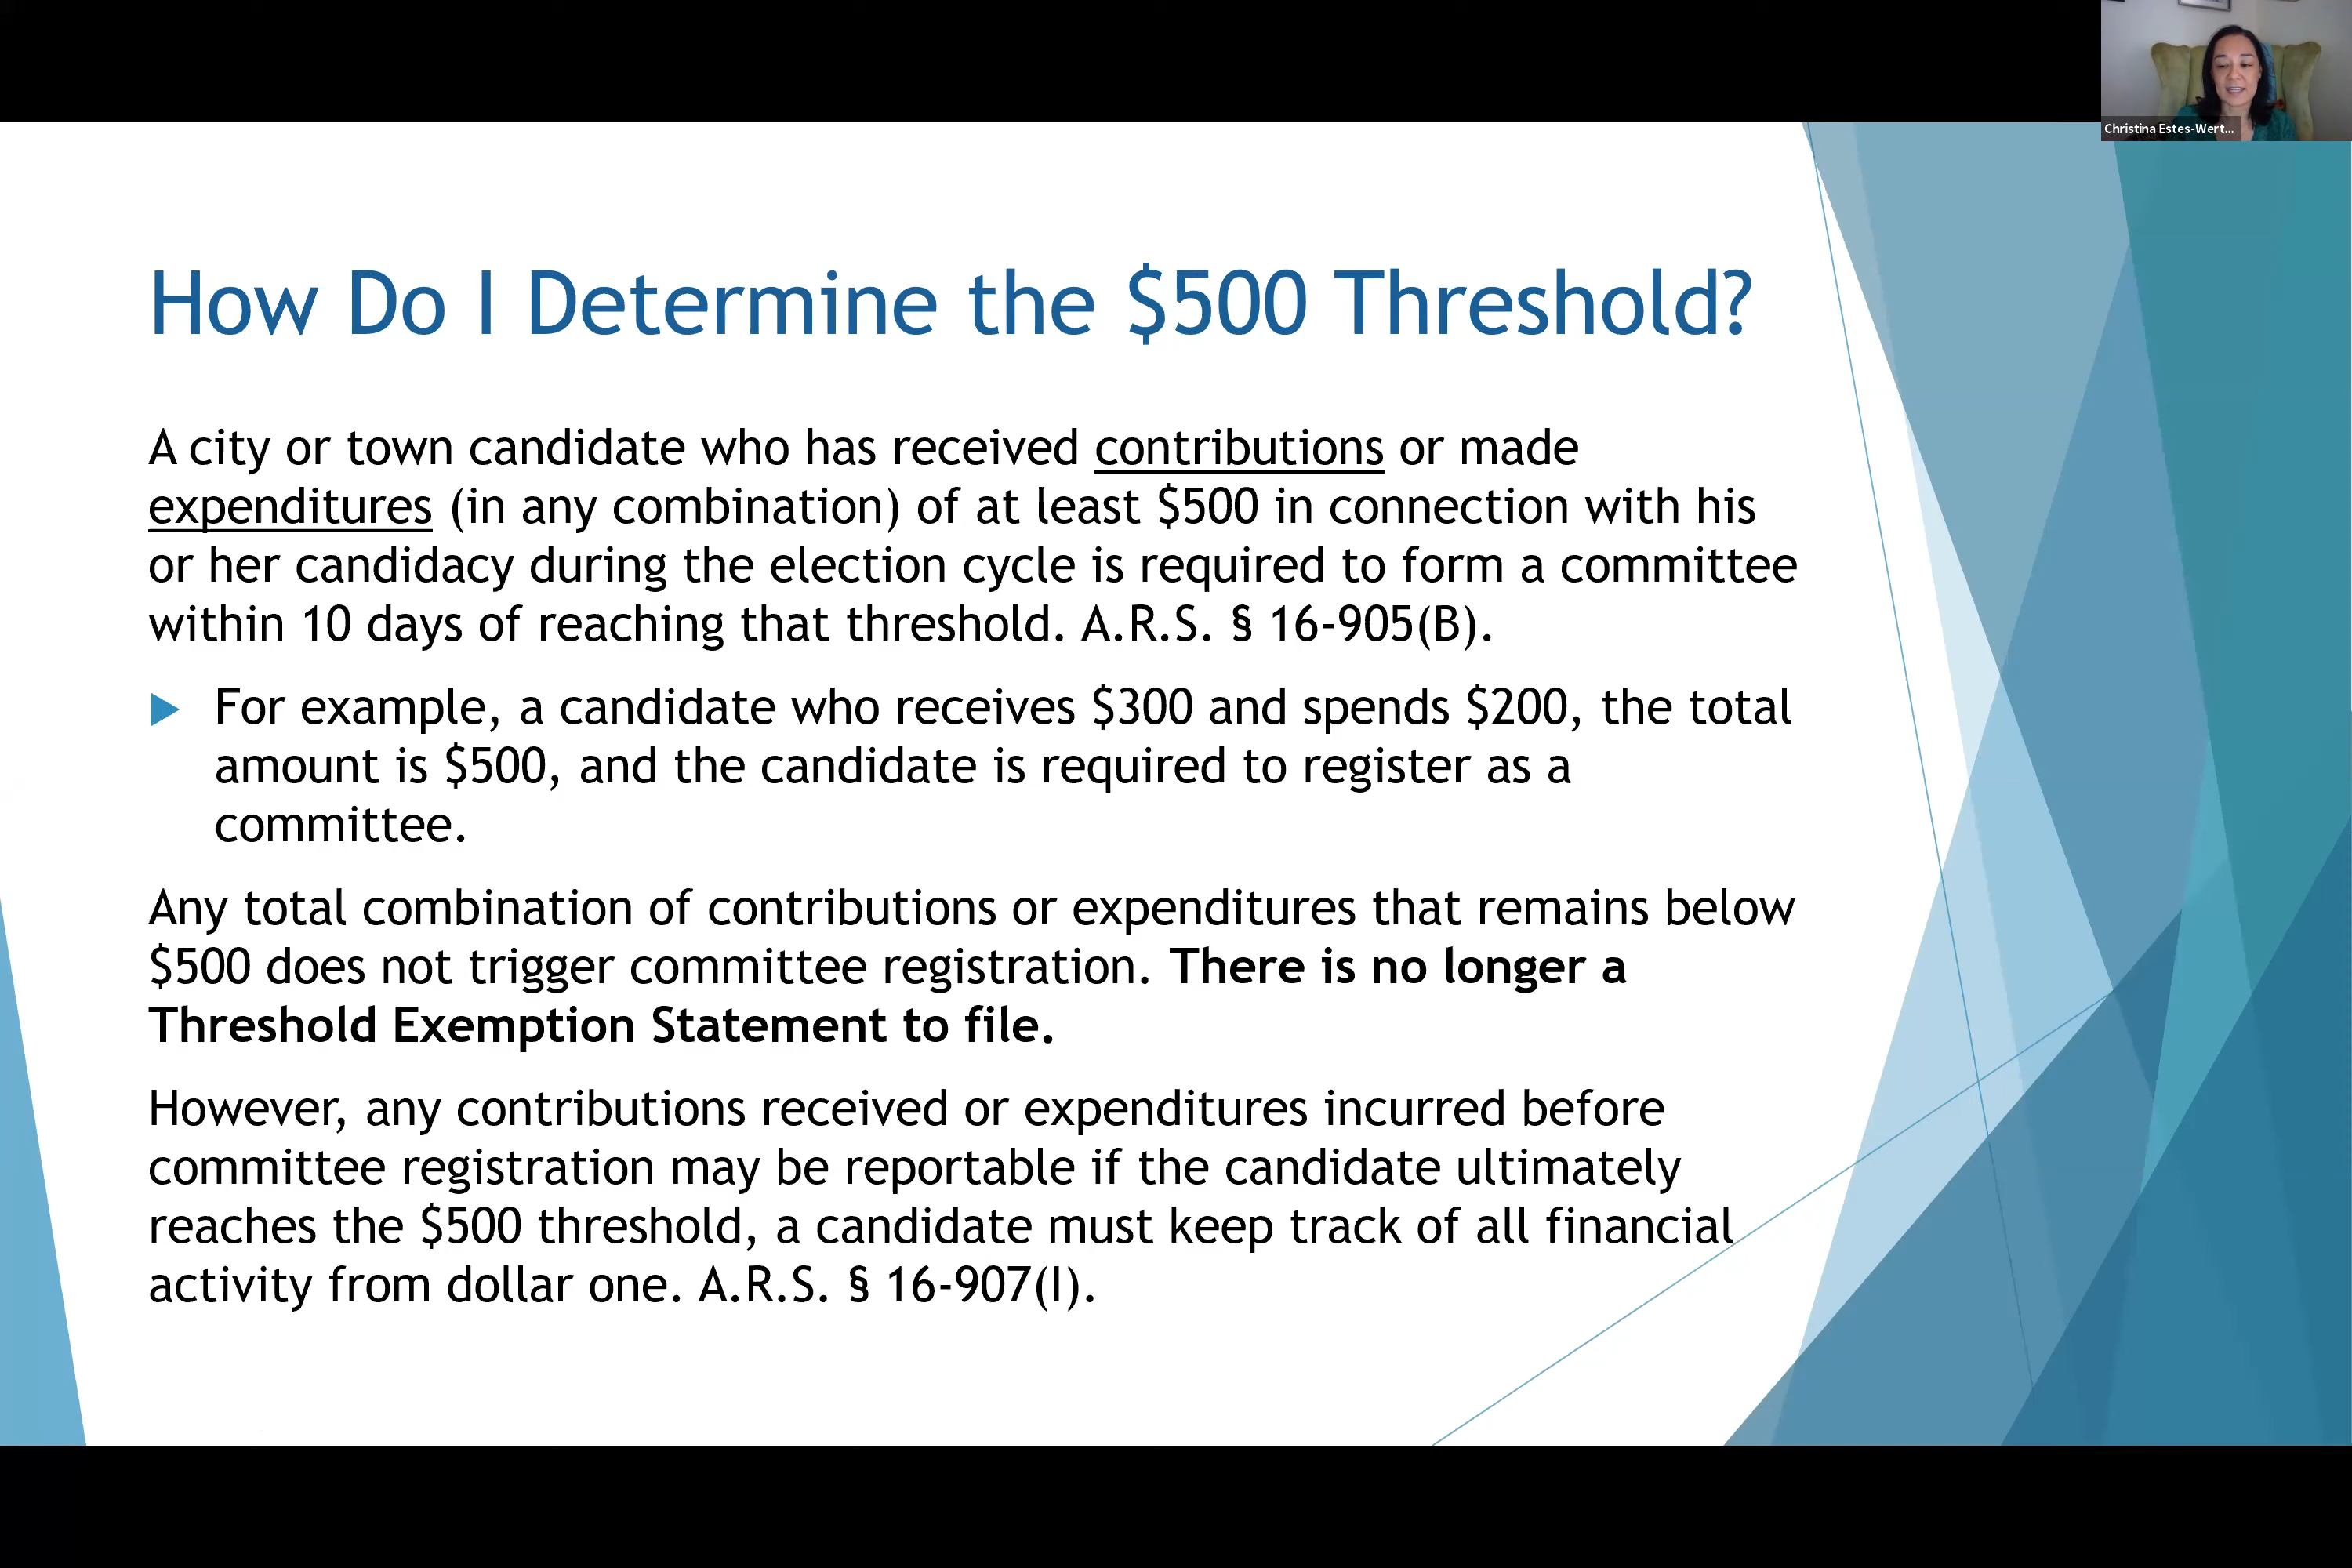 Christina Estes-Wert...
How Do I Determine the $500 Threshold?
A city or town candidate who has received contributions or made
expenditures (in any combination) of at least $500 in connection with his
or her candidacy during the election cycle is required to form a committee
within 10 days of reaching that threshold. A.R.S. § 16-905(B).
For example, a candidate who receives $300 and spends $200, the total
amount is $500, and the candidate is required to register as a
committee.
Any total combination of contributions or expenditures that remains below
$500 does not trigger committee registration. There is no longer a
Threshold Exemption Statement to file.
However, any contributions received or expenditures incurred before
committee registration may be reportable if the candidate ultimately
reaches the $500 threshold, a candidate must keep track of all financial
activity from dollar one. A.R.S. § 16-907(I).